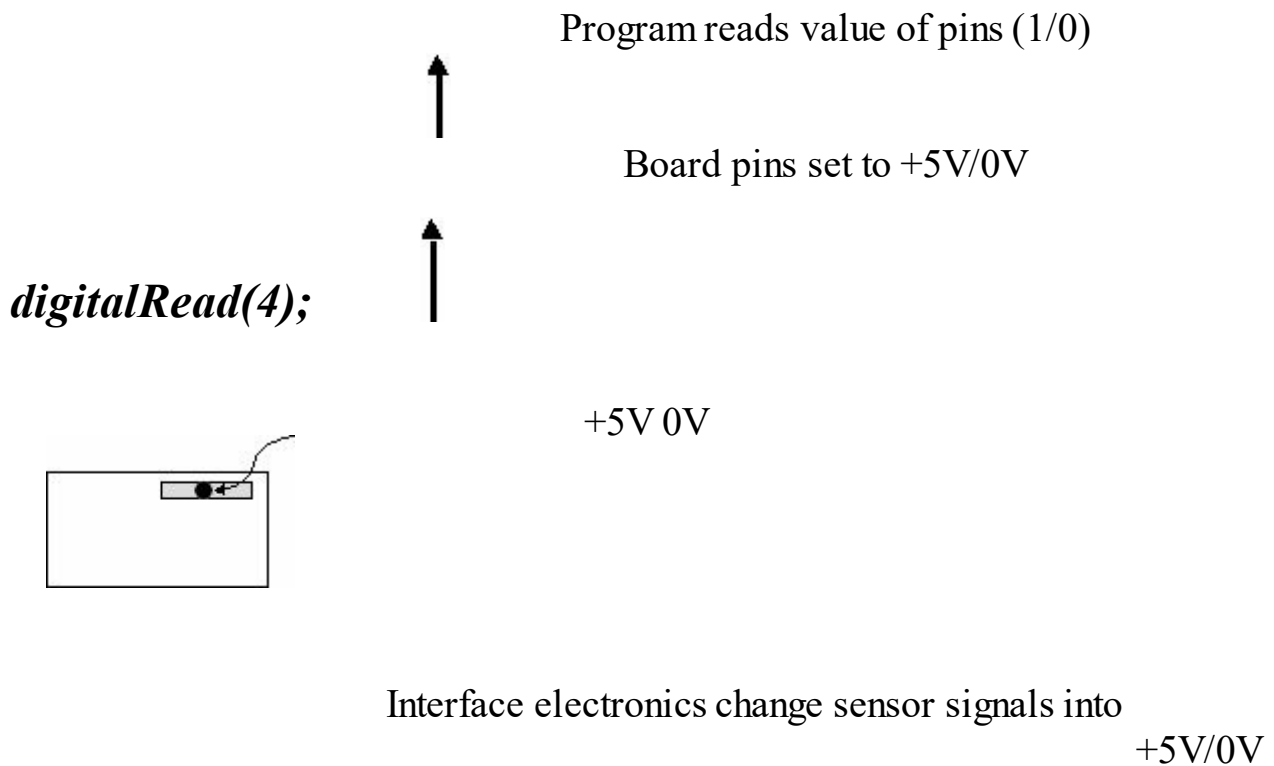 Program reads value of pins (1/0)
Board pins set to +5V/0V
digitalRead(4);
+5V 0V
Interface electronics change sensor signals into
+5V/0V